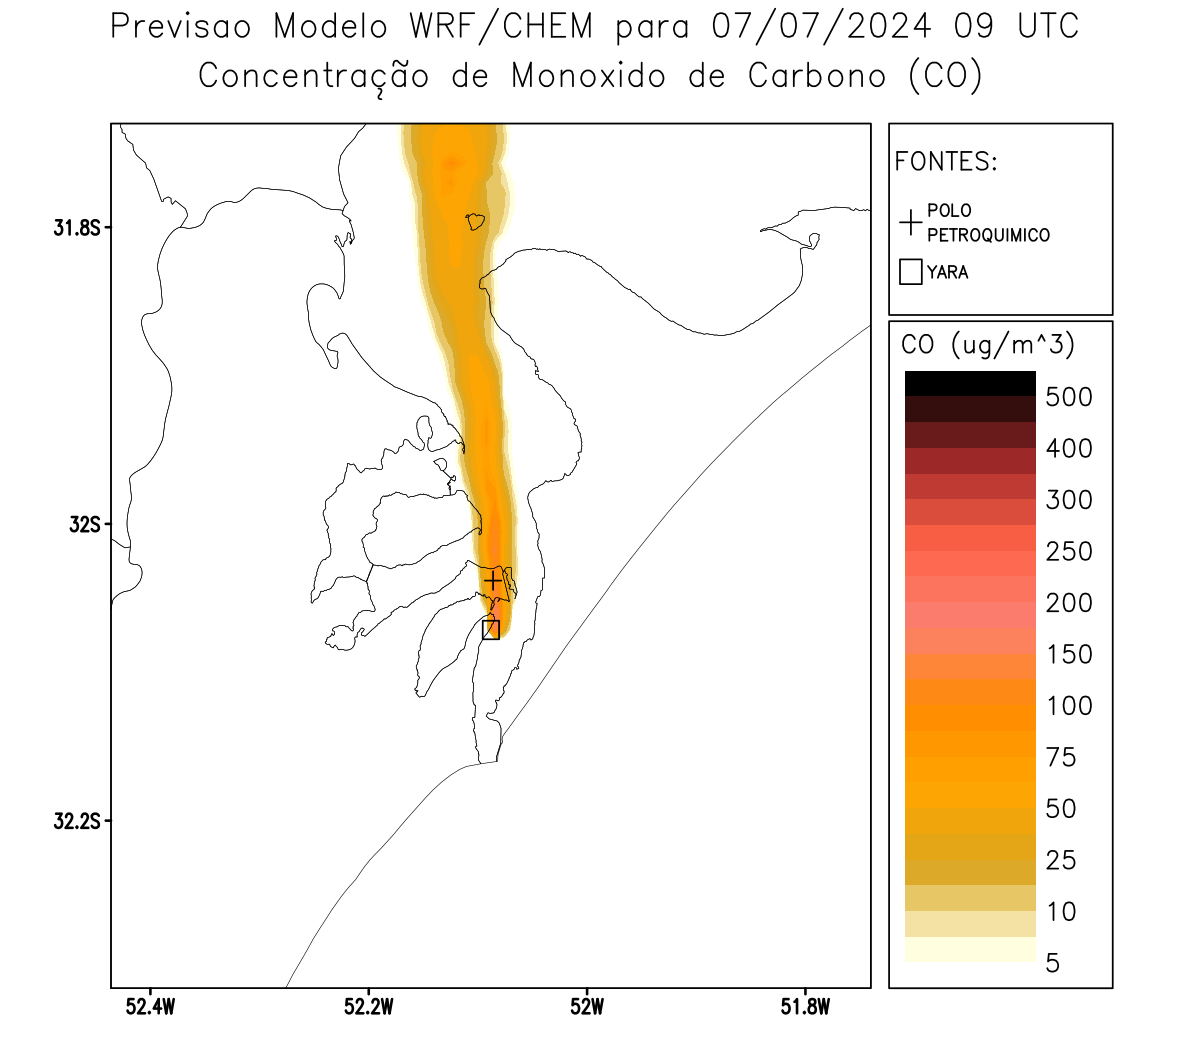 Previsao Modelo WRF/CHEM para 07/07/2024 09 UTC
Concentração de Monoxido de Carbono (CO)
FONTES:
POLO
PETROQUIMICO
YARA
CO (ug/m^3)
500
400
300
250
200
150
100
75
50
25
10
5
31.8S
32S
32.2S
52.4W
52.2W
52W
51.8W